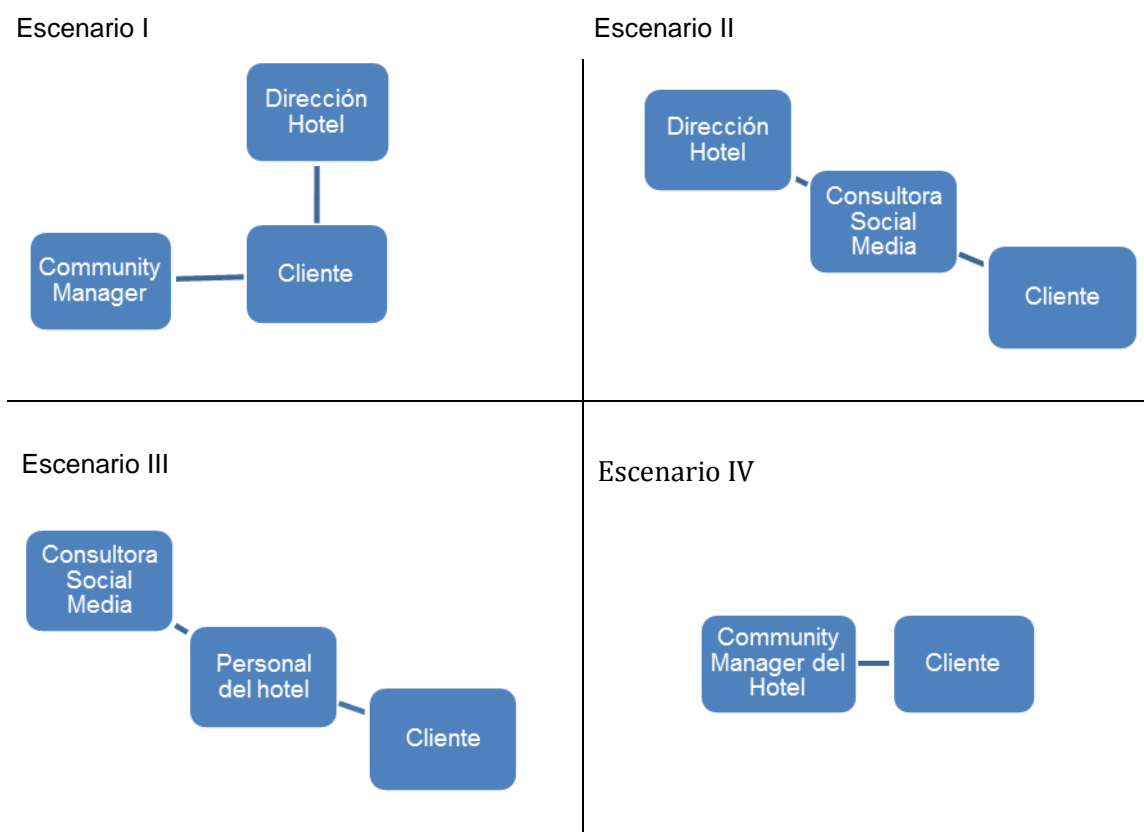 Escenario I
Dirección
Hotel
Community
Manager
Cliente
Escenario II
Dirección
Hotel
Consultora
Social
Media
Cliente
Escenario III
Consultora
Social
Media
Personal
del hotel
Cliente
Escenario IV
Community
Manager del
Hotel
Cliente